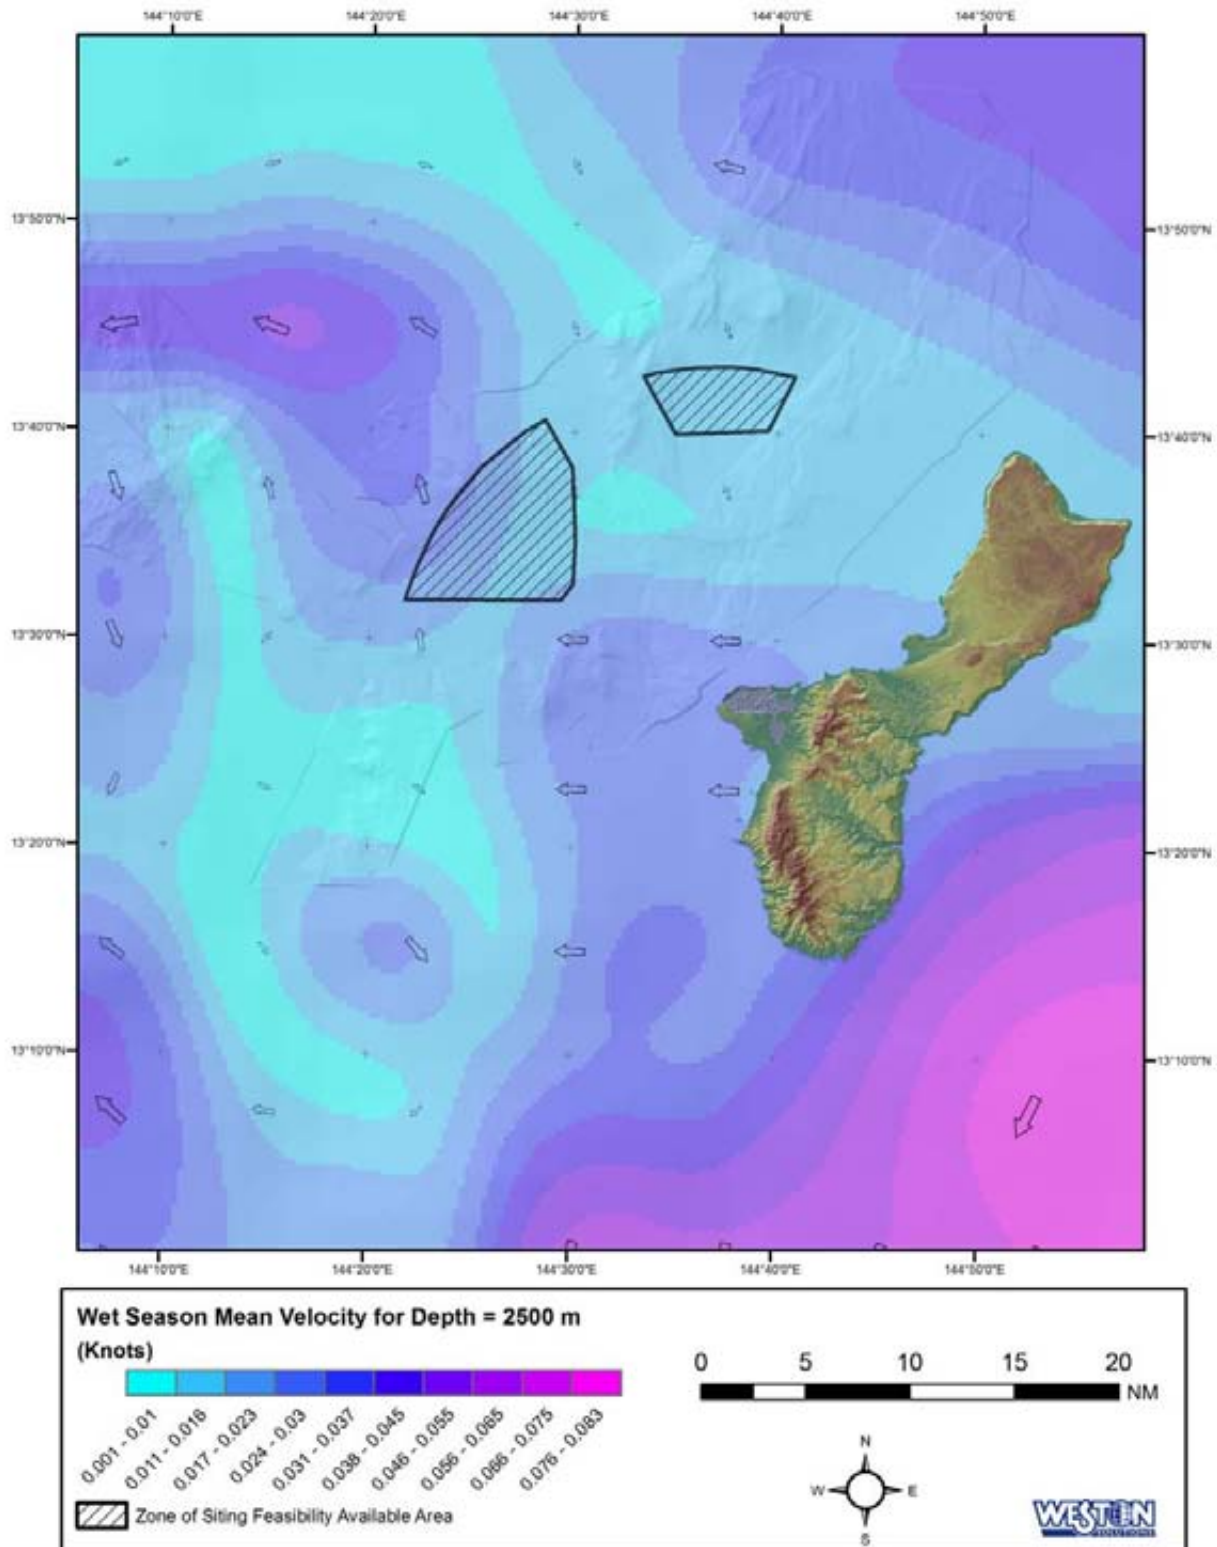 144°10'0"E 144°20'0"E 144°30'0"E 144°40'0"E 144°50'0"E
13°50'0"N 13°50'0"N
13°40'0"N 13°40'0"N
13°30'0"N 13°30'0"N
13°20'0"N 13°20'0"N
13°10'0"N 13°10'0"N
144°10'0"E 144°20'0"E 144°30'0"E 144°40'0"E 144°50'0"E
Wet Season Mean Velocity for Depth = 2500 m
(Knots)
0.001 - 0.01 0.011 - 0.016 0.017 - 0.023 0.024 - 0.03 0.031 - 0.037 0.038 - 0.045 0.046 - 0.055 0.056 - 0.065 0.066 - 0.075 0.076 - 0.083
0 5 10 15 20
NM
N
W E
S
Zone of Siting Feasibility Available Area
WESTON
SOLUTIONS